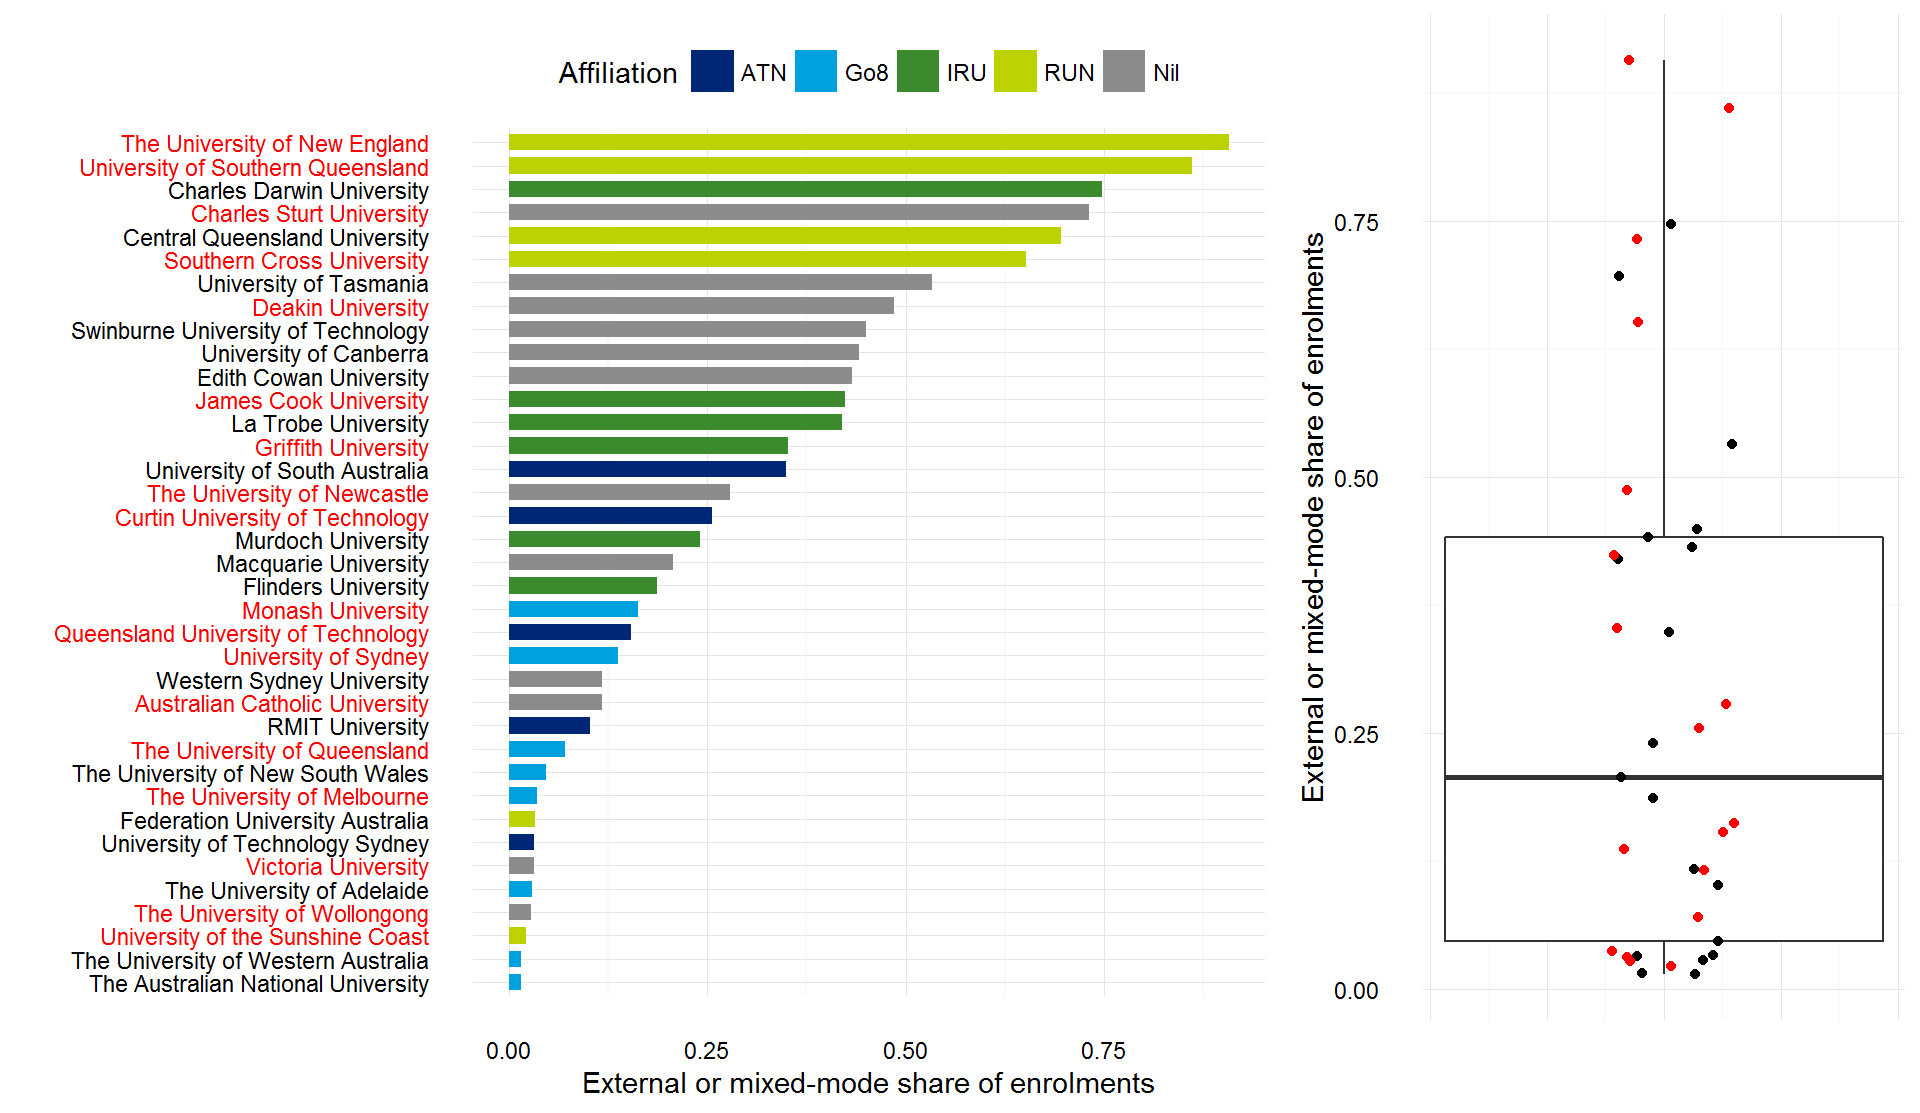 Affiliation ATN Go8 IRU RUN Nil
The University of New England
University of Southern Queensland
Charles Darwin University
Charles Sturt University
Central Queensland University
Southern Cross University
University of Tasmania
Deakin University
Swinburne University of Technology
University of Canberra
Edith Cowan University
James Cook University
La Trobe University
Griffith University
University of South Australia
The University of Newcastle
Curtin University of Technology
Murdoch University
Macquarie University
Flinders University
Monash University
Queensland University of Technology
University of Sydney
Western Sydney University
Australian Catholic University
RMIT University
The University of Queensland
The University of New South Wales
The University of Melbourne
Federation University Australia
University of Technology Sydney
Victoria University
The University of Adelaide
The University of Wollongong
University of the Sunshine Coast
The University of Western Australia
The Australian National University
0.00 0.25 0.50 0.75
External or mixed-mode share of enrolments
External or mixed-mode share of enrolments
0.75
0.50
0.25
0.00